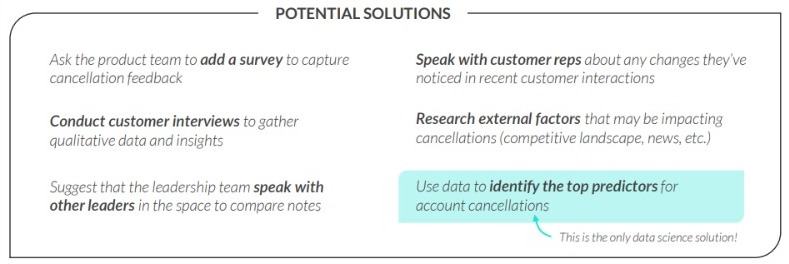 POTENTIAL SOLUTIONS
Ask the product team to add a survey to capture
cancellation feedback
Conduct customer interviews to gather
qualitative data and insights
Suggest that the leadership team speak with
other leaders in the space to compare notes
Speak with customer reps about any changes they've
noticed in recent customer interactions
Research external factors that may be impacting
cancellations (competitive landscape, news, etc.)
Use data to identify the top predictors for
account cancellations
This is the only data science solution!